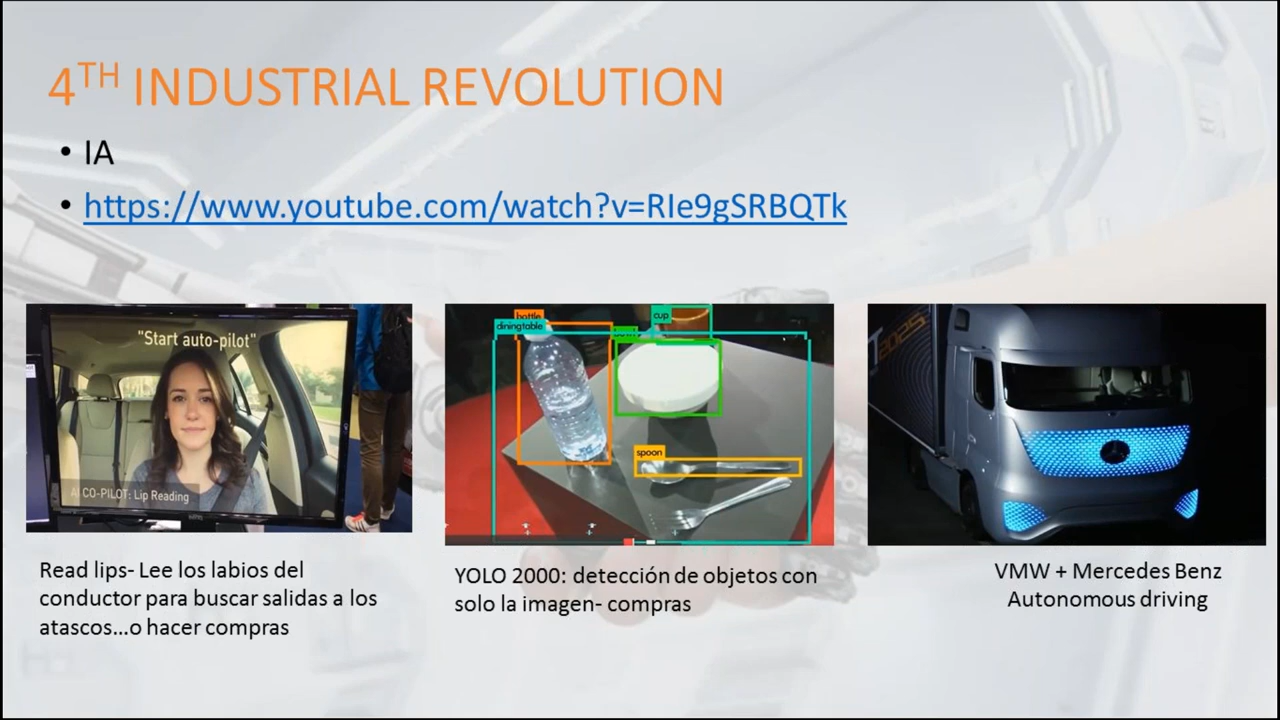 4TH INDUSTRIAL REVOLUTION
• IA
• https://www.youtube.com/watch?v=RIe9gSRBQTk
"Start auto-pilot"
AI CO-PILOT: Lip Reading
bottle
diningtable
cup
spoon
2025
Read lips- Lee los labios del
conductor para buscar salidas a los
atascos...o hacer compras
YOLO 2000: detección de objetos con
solo la imagen- compras
VMW + Mercedes Benz
Autonomous driving